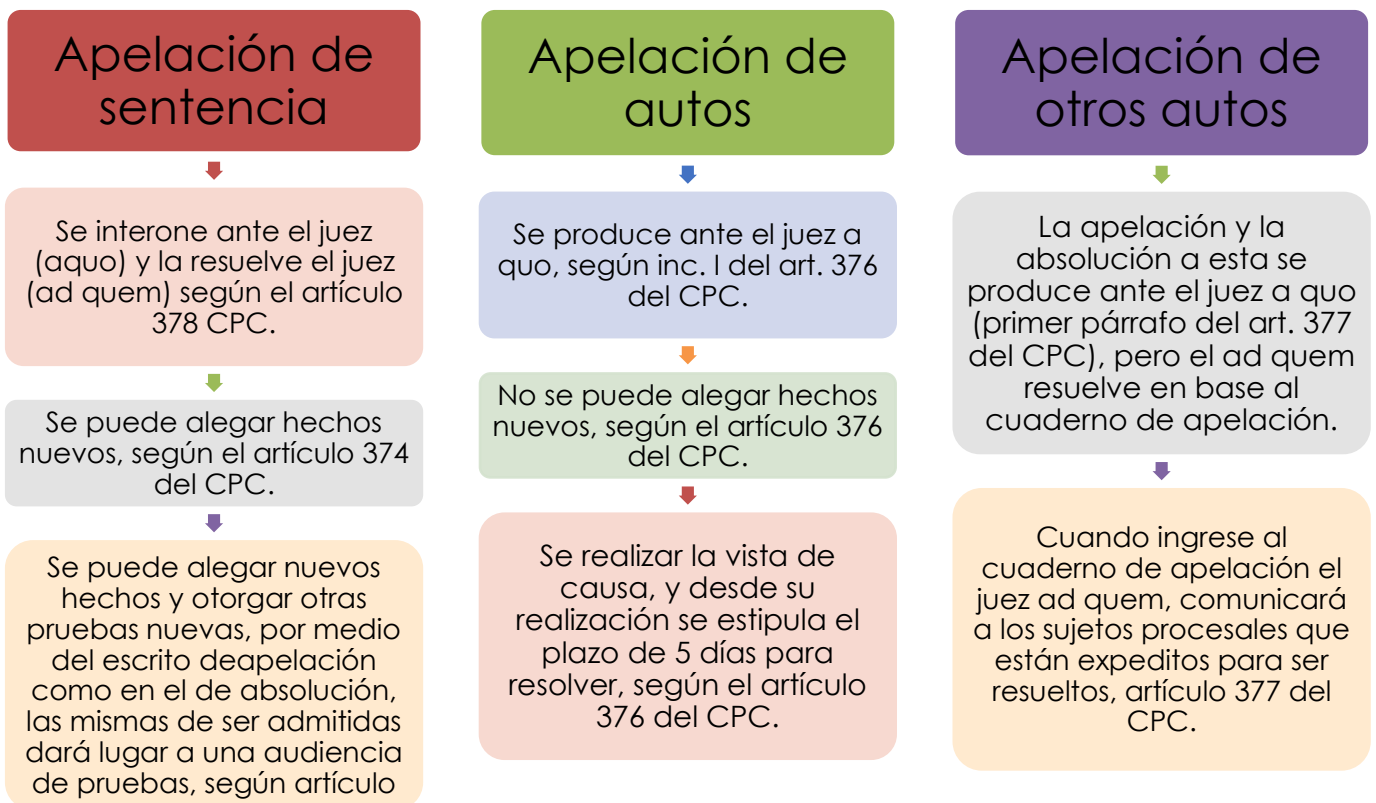 Apelación de
sentencia
Se interone ante el juez
(aquo) y la resuelve el juez
(ad quem) según el artículo
378 CPC.
Se puede alegar hechos
nuevos, según el artículo 374
del CPC.
Se puede alegar nuevos
hechos y otorgar otras
pruebas nuevas, por medio
del escrito deapelación
como en el de absolución,
las mismas de ser admitidas
dará lugar a una audiencia
de pruebas, según artículo
Apelación de
autos
Se produce ante el juez a
quo, según inc. I del art. 376
del CPC.
No se puede alegar hechos
nuevos, según el artículo 376
del CPC.
Se realizar la vista de
causa, y desde su
realización se estipula el
plazo de 5 días para
resolver, según el artículo
376 del CPC.
Apelación de
otros autos
La apelación y la
absolución a esta se
produce ante el juez a quo
(primer párrafo del art. 377
del CPC), pero el ad quem
resuelve en base al
cuaderno de apelación.
Cuando ingrese al
cuaderno de apelación el
juez ad quem, comunicará
a los sujetos procesales que
están expeditos para ser
resueltos, artículo 377 del
CPC.